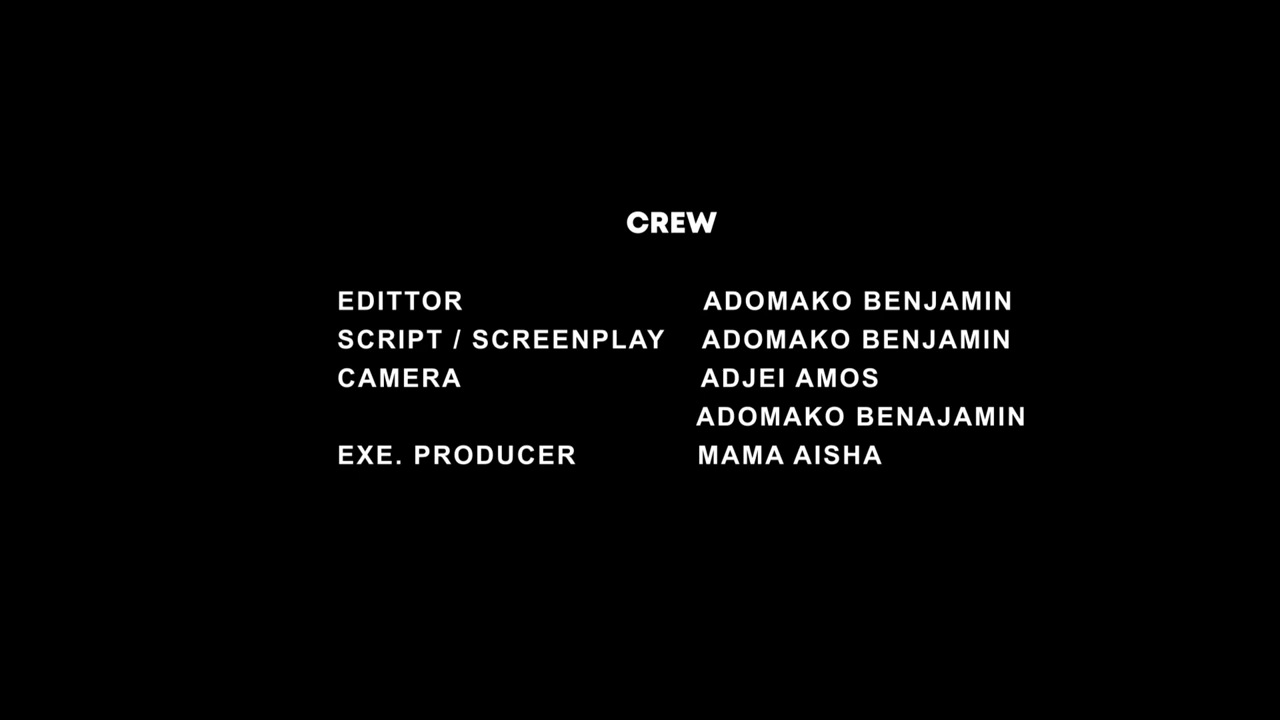 CREW
EDITTOR ADOMAKO BENJAMIN
SCRIPT / SCREENPLAY ADOMAKO BENJAMIN
CAMERA ADJEI AMOS
ADOMAKO BENAJAMIN
EXE. PRODUCER MAMA AISHA